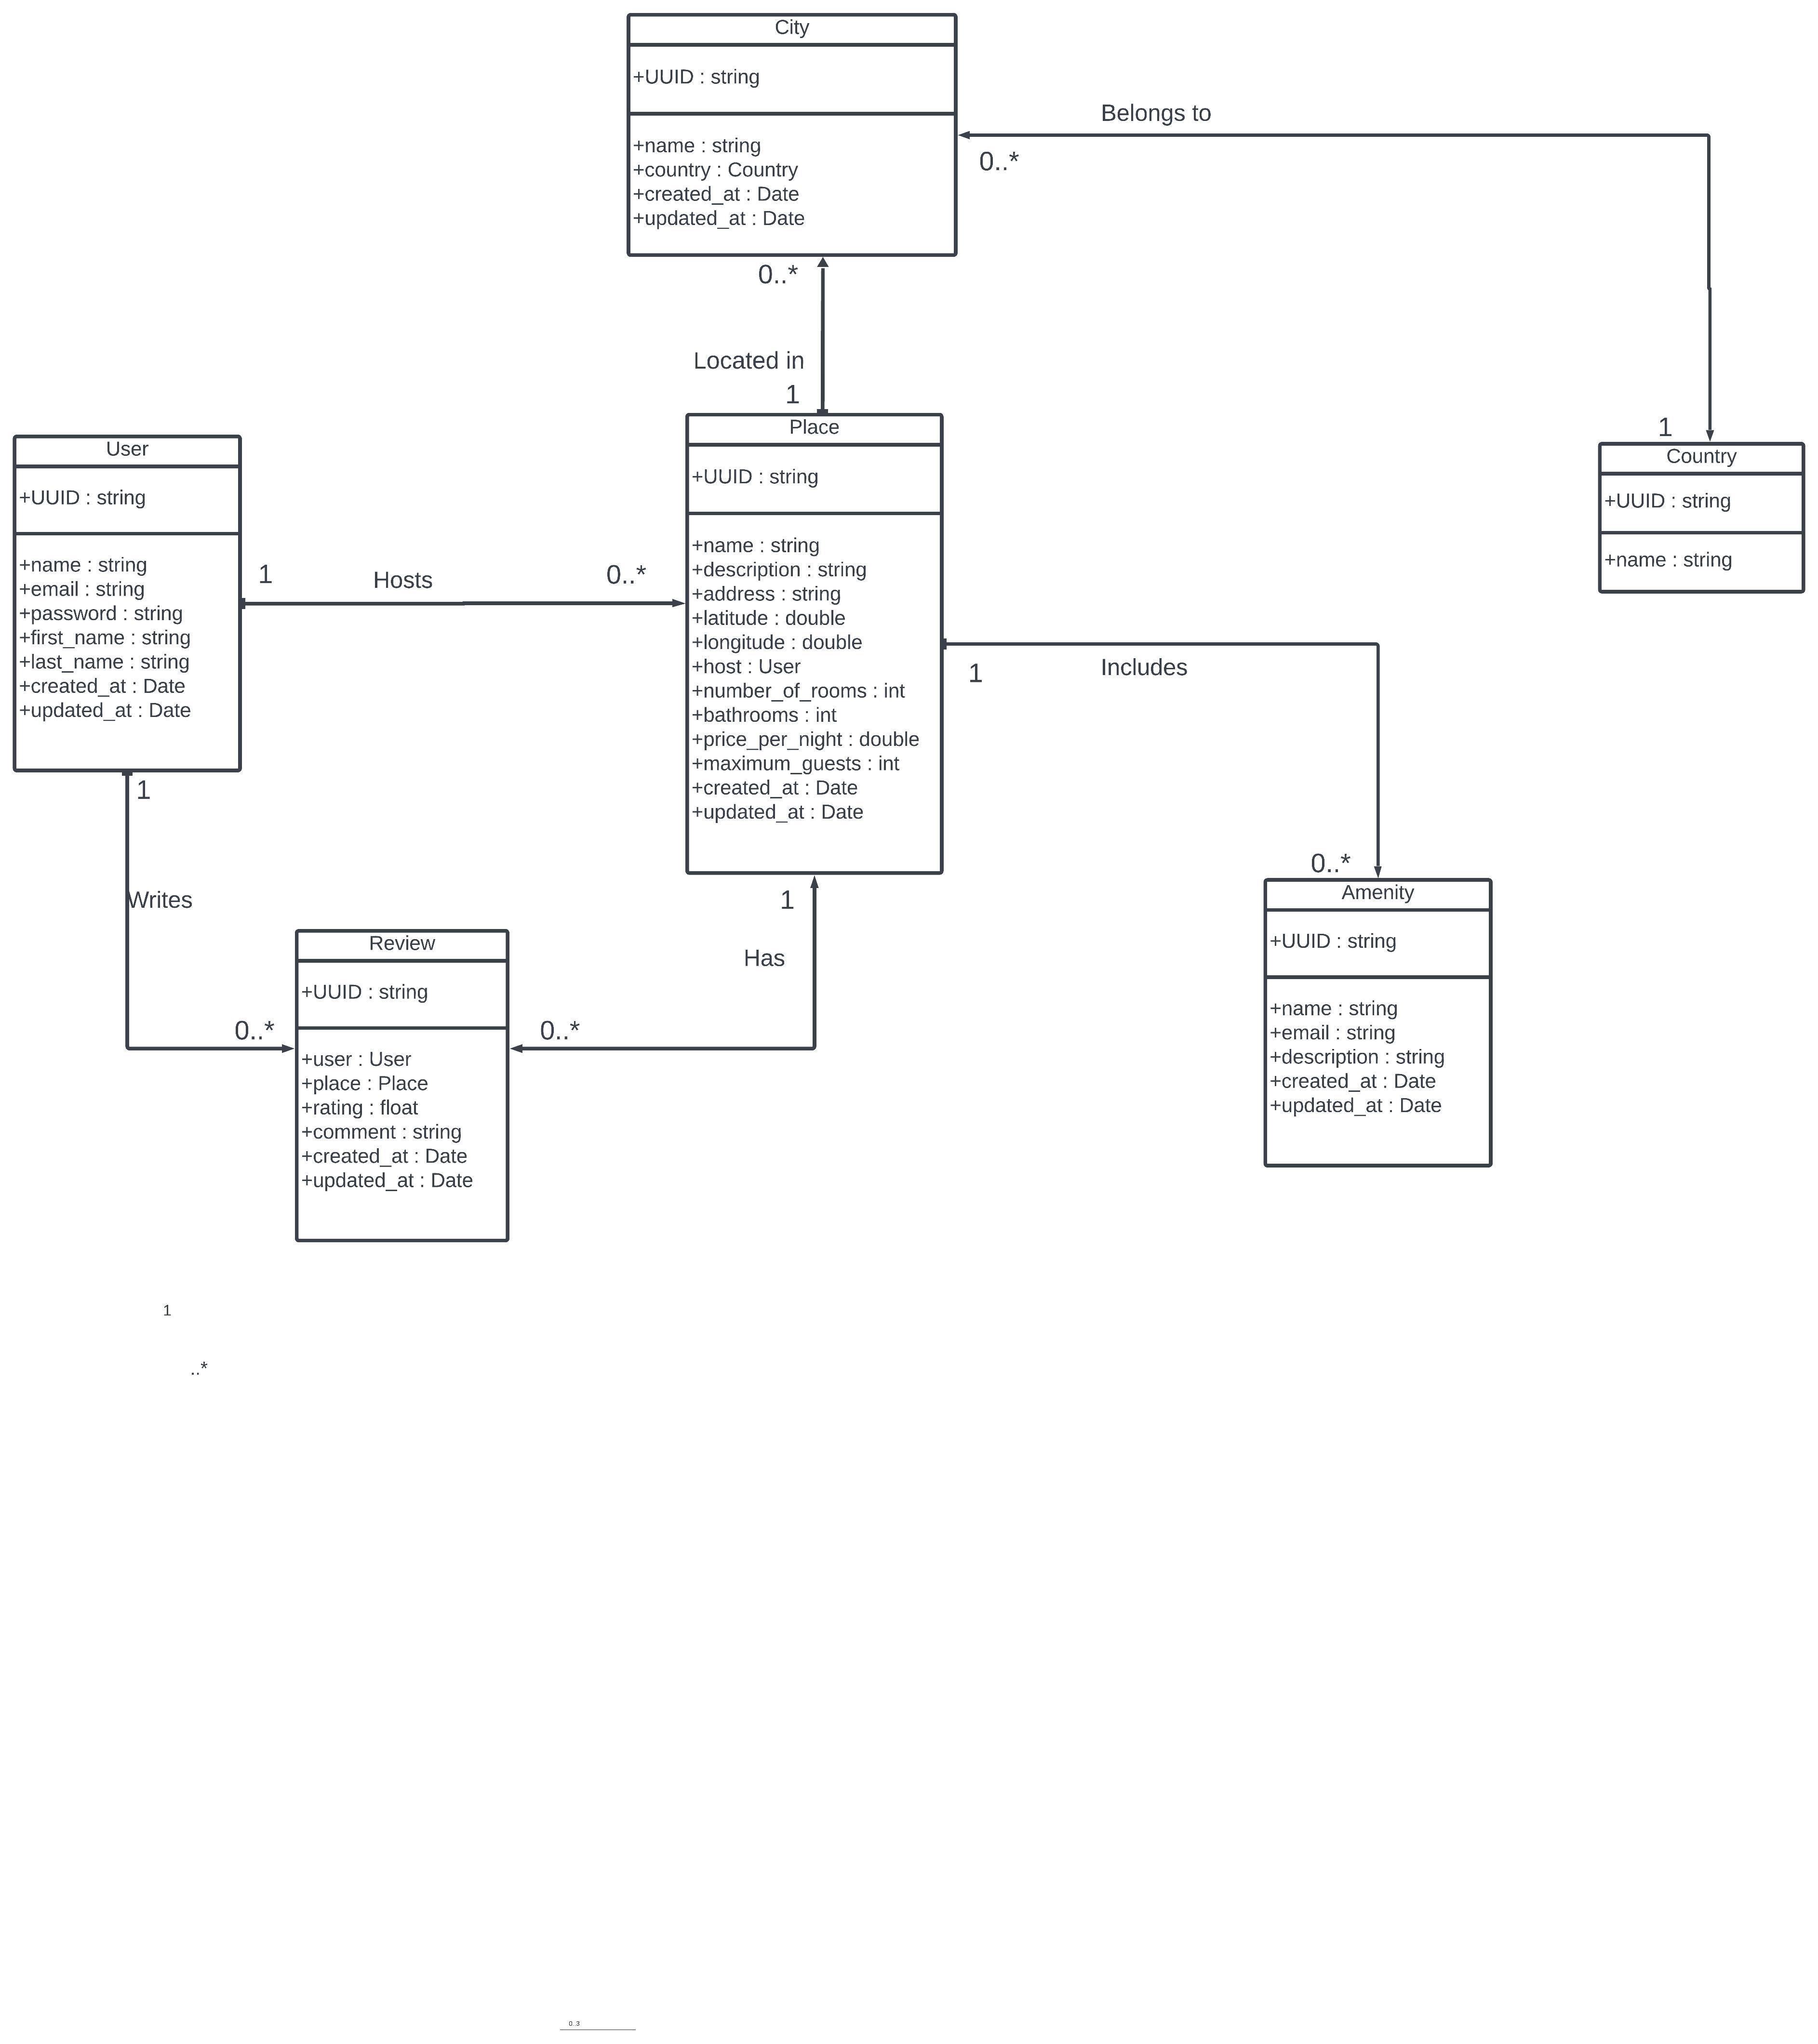 City
+UUID : string
+name : string
+country : Country
+created_at : Date
+updated_at : Date
Belongs to
0..*
0..*
Located in
1
1
Country
+UUID : string
+name : string
User
+UUID : string
+name : string
+email : string
+password : string
+first_name : string
+last_name : string
+created_at : Date
+updated_at : Date
1
Hosts
0..*
Place
+UUID : string
+name : string
+description : string
+address : string
+latitude : double
+longitude : double
+host : User
+number_of_rooms : int
+bathrooms : int
+price_per_night : double
+maximum_guests : int
+created_at : Date
+updated_at : Date
1
Includes
0..*
Amenity
+UUID : string
+name : string
+email : string
+description : string
+created_at : Date
+updated_at : Date
1
Writes
0..*
1
Has
0..*
Review
+UUID : string
+user : User
+place : Place
+rating : float
+comment : string
+created_at : Date
+updated_at : Date
1
..*
0..3